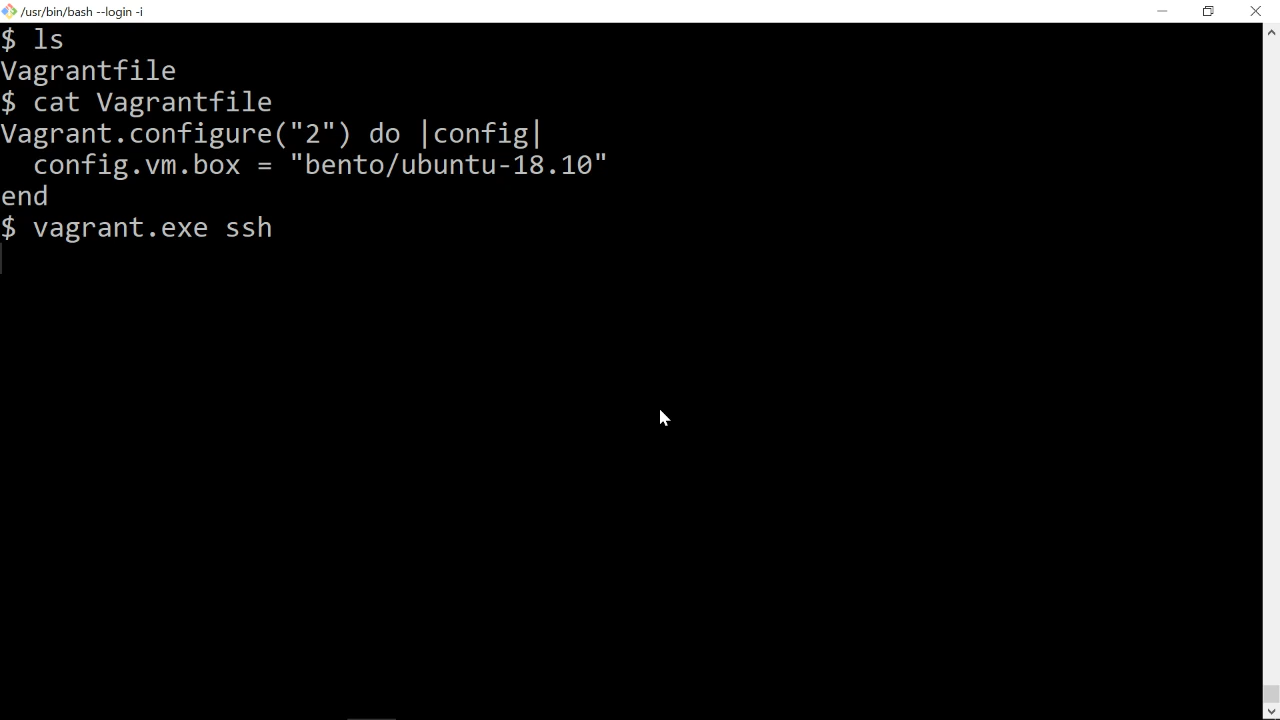 /usr/bin/bash --login -i
$ ls
Vagrantfile
$ cat Vagrantfile
Vagrant.configure("2") do |config|
  config.vm.box = "bento/ubuntu-18.10"
end
$ vagrant.exe ssh